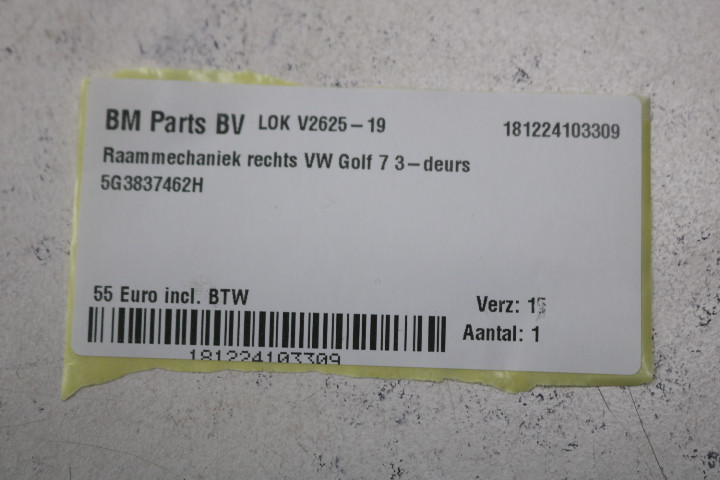 BM Parts BV LOK V2625-19 181224103309
Raammechaniek rechts VW Golf 7 3-deurs
5G3837462H
55 Euro incl. BTW
Verz:
Aantal: 1
181224103309